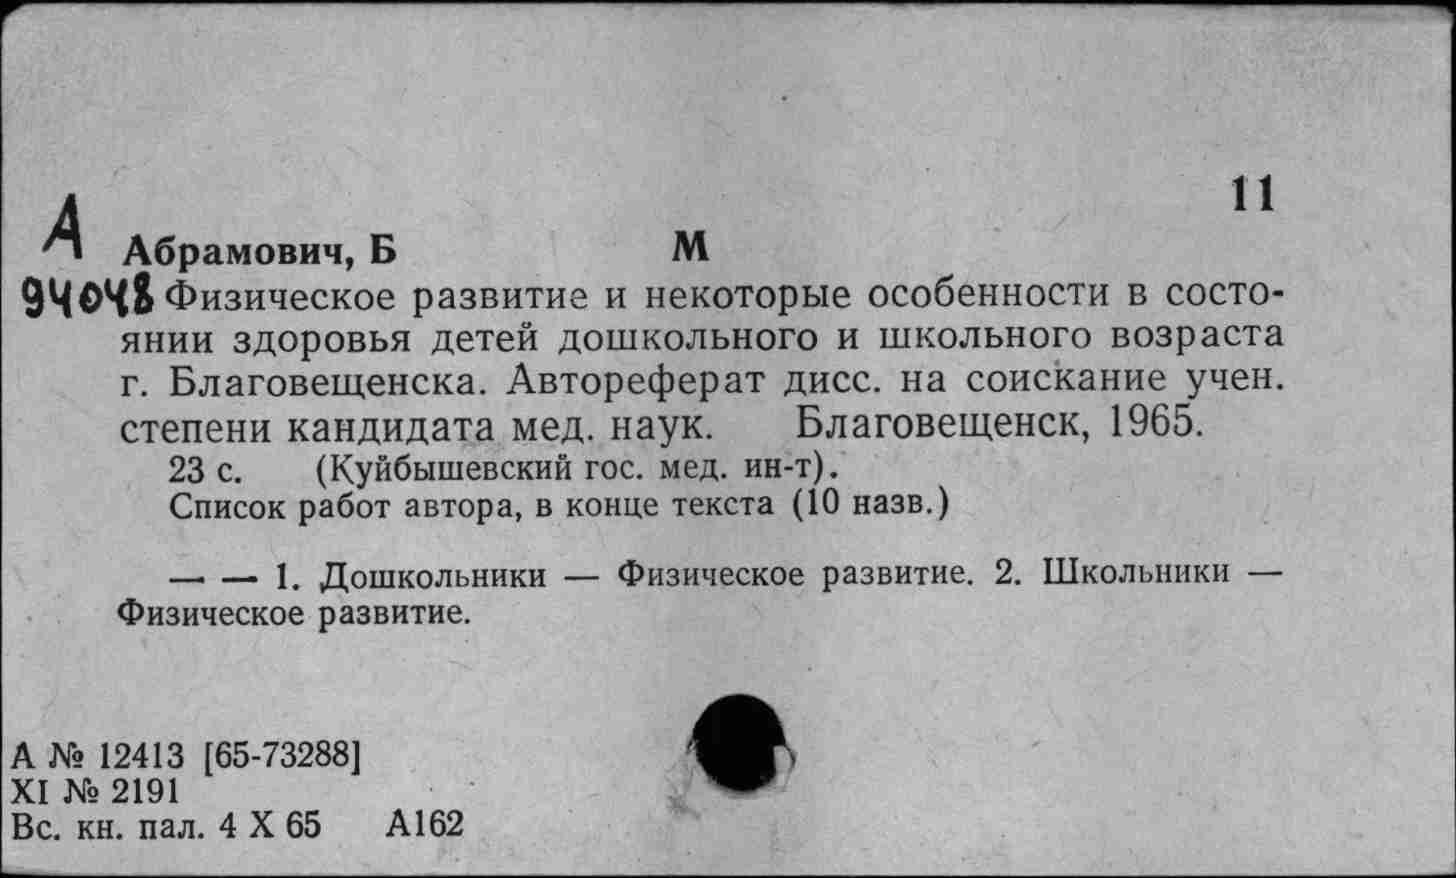 11
А
Абрамович, Б М
94048 Физическое развитие и некоторые особенности в состо-
янии здоровья детей дошкольного и школьного возраста
г. Благовещенска. Автореферат дисс. на соискание учен.
степени кандидата мед. наук. Благовещенск, 1965.
23 с. (Куйбышевский гос. мед. ин-т).
Список работ автора, в конце текста (10 назв.)
— — 1. Дошкольники — Физическое развитие. 2. Школьники —
Физическое развитие.
А № 12413 [65-73288]
XI № 2191
Вс. кн. пал. 4 X 65 А162